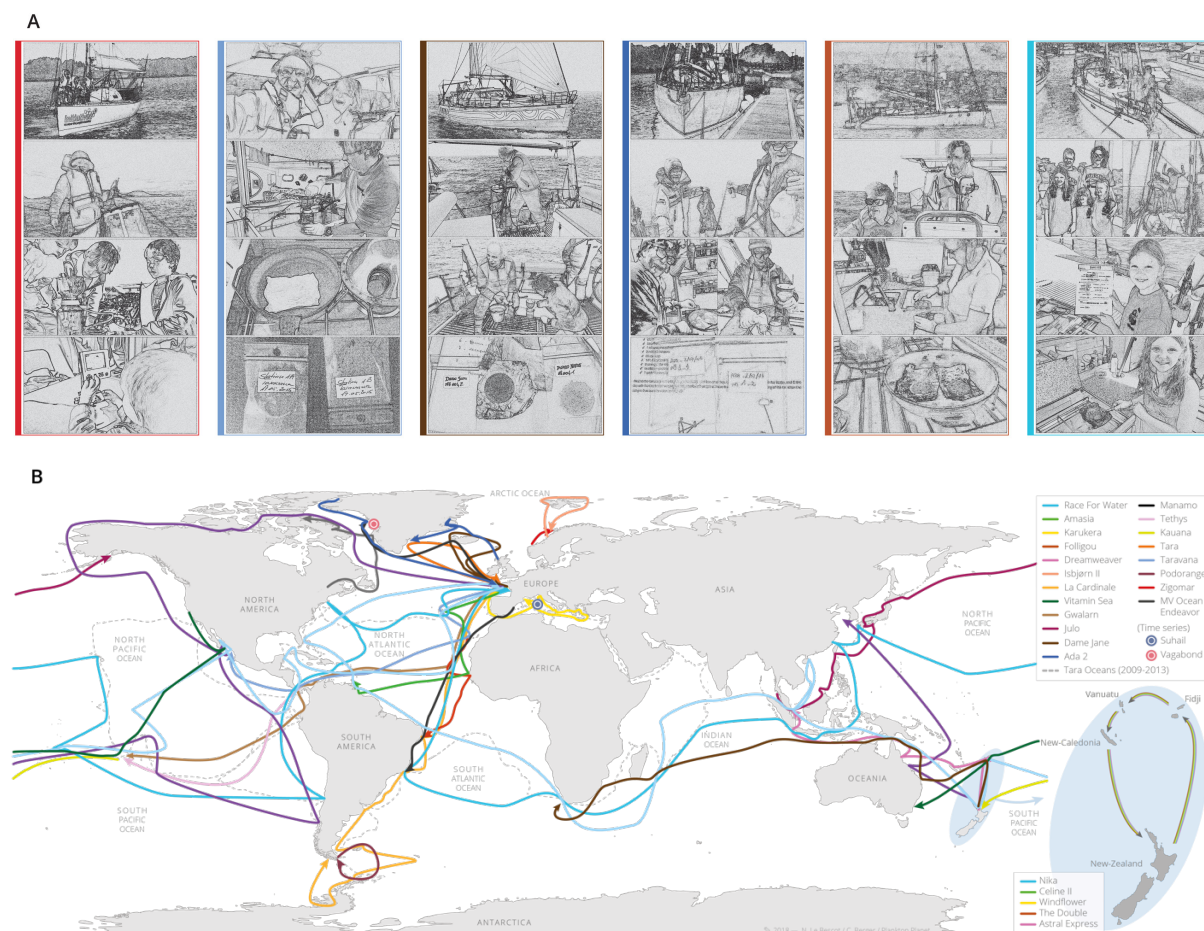 A
B
ARCTIC OCEAN
EUROPE
ASIA
NORTH
AMERICA
NORTH
PACIFIC
OCEAN
NORTH
ATLANTIC
OCEAN
AFRICA
NORTH
PACIFIC
OCEAN
SOUTH
AMERICA
INDIAN
OCEAN
SOUTH
ATLANTIC
OCEAN
OCEANIA
SOUTH
PACIFIC
OCEAN
SOUTH
PACIFIC
OCEAN
ANTARCTICA
Race For Water
Amasia
Karukera
Folligou
Dreamweaver
Isbjørn II
La Cardinale
Vitamin Sea
Gwalarn
Julo
Dame Jane
Ada 2
Manamo
Tethys
Kauana
Tara
Taravana
Podorange
Zigomar
MV Ocean
Endeavor
(Time series)
Suhail
Vagabond
Tara Oceans (2009-2013)
Vanuatu
Fidji
New-Caledonia
New-Zealand
Nika
Celine II
Windflower
The Double
Astral Express